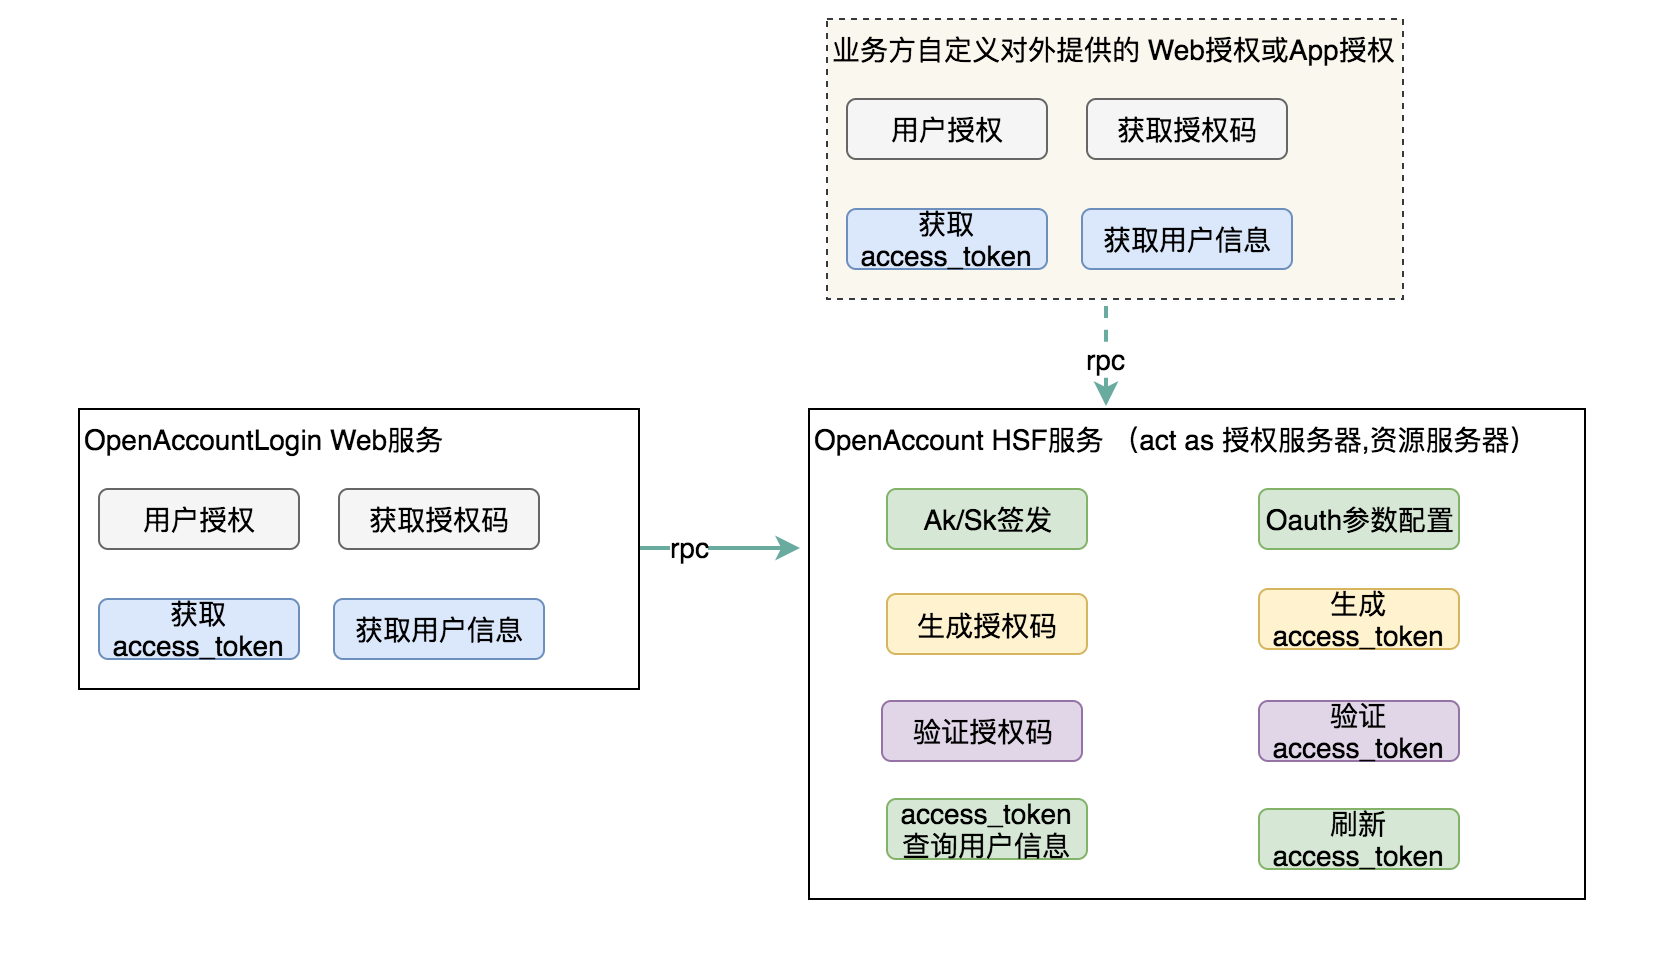 业务方自定义对外提供的 Web授权或App授权
用户授权
获取授权码
获取
access_token
获取用户信息
rpc
OpenAccountLogin Web服务
用户授权
获取授权码
获取
access_token
获取用户信息
rpc
OpenAccount HSF服务 （act as 授权服务器,资源服务器）
Ak/Sk签发
Oauth参数配置
生成授权码
生成
access_token
验证授权码
验证
access_token
access_token
查询用户信息
刷新
access_token